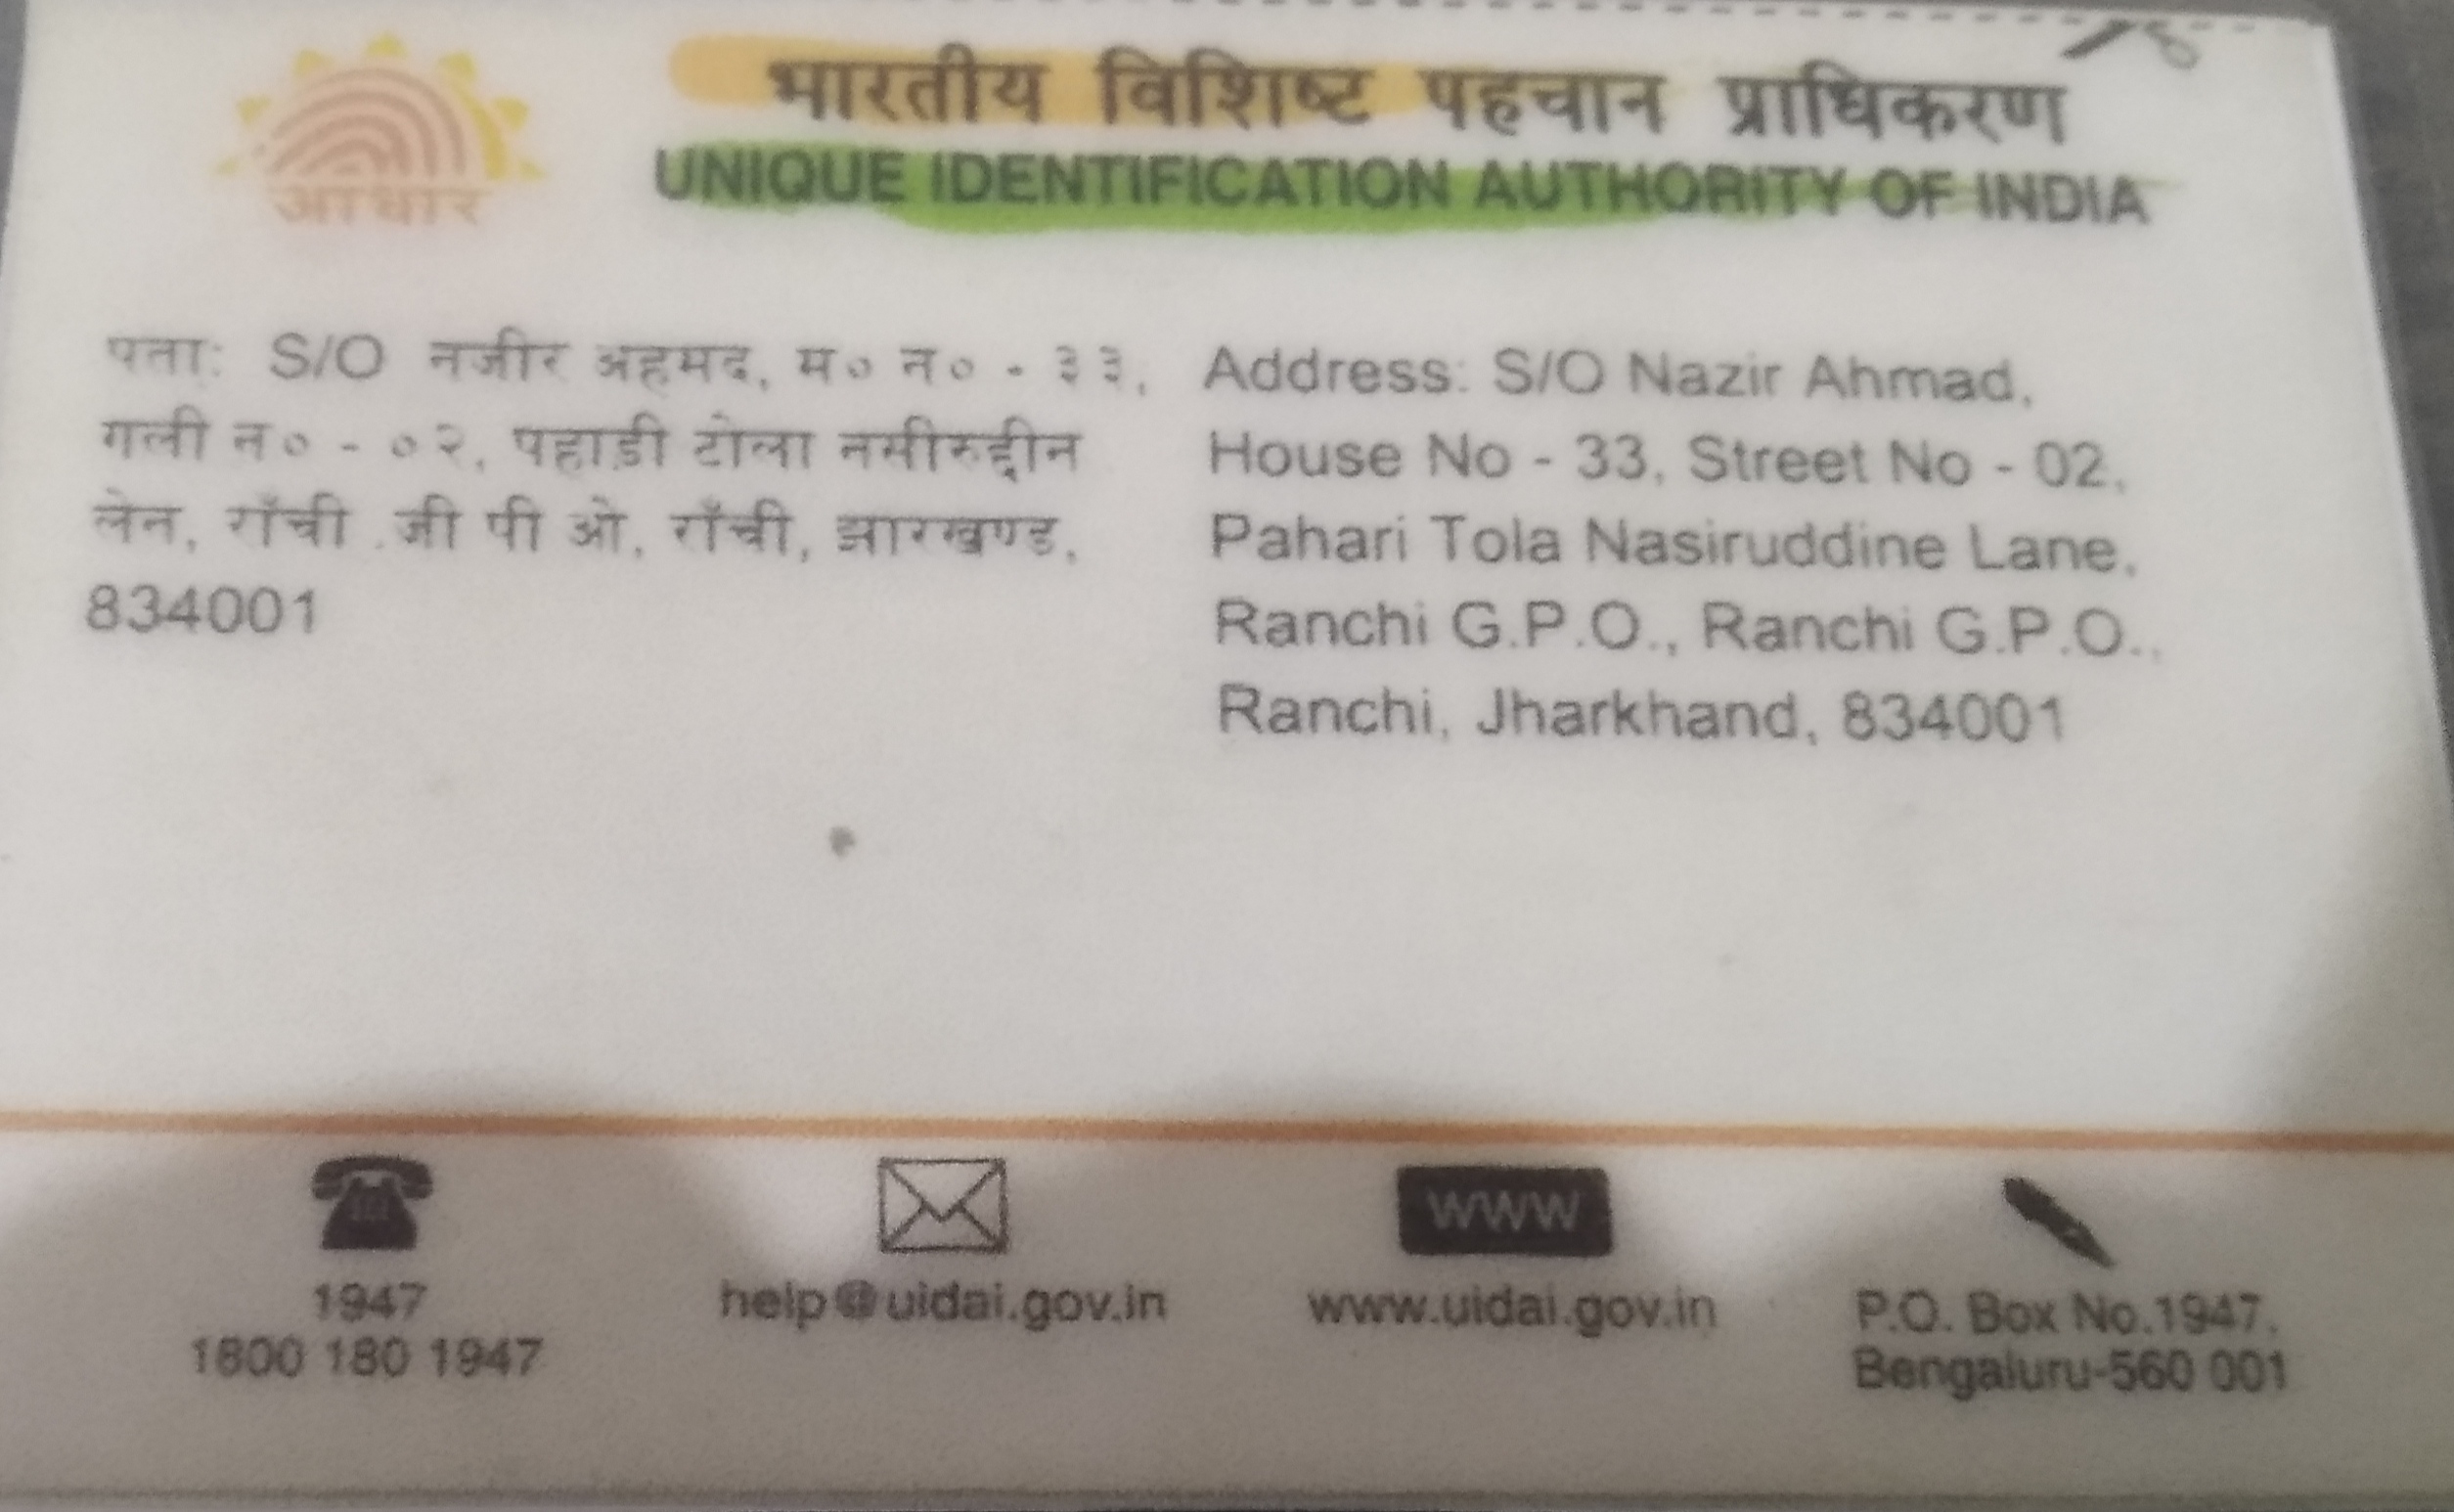 भारतीय विशिष्ट पहचान प्राधिकरण
UNIQUE IDENTIFICATION AUTHORITY OF INDIA
आधार
पता: S/O नजीर अहमद, म० न० - ३३,
गली न० - ०२, पहाडी टोला नसीरुद्दीन
लेन, राँची .जी पी ओ, राँची, झारखण्ड,
834001
Address: S/O Nazir Ahmad,
House No - 33, Street No - 02,
Pahari Tola Nasiruddine Lane,
Ranchi G.P.O., Ranchi G.P.O.,
Ranchi, Jharkhand, 834001
1947
1800 180 1947
help@uidai.gov.in
WWW
www.uidai.gov.in
P.O. Box No.1947,
Bengaluru-560 001